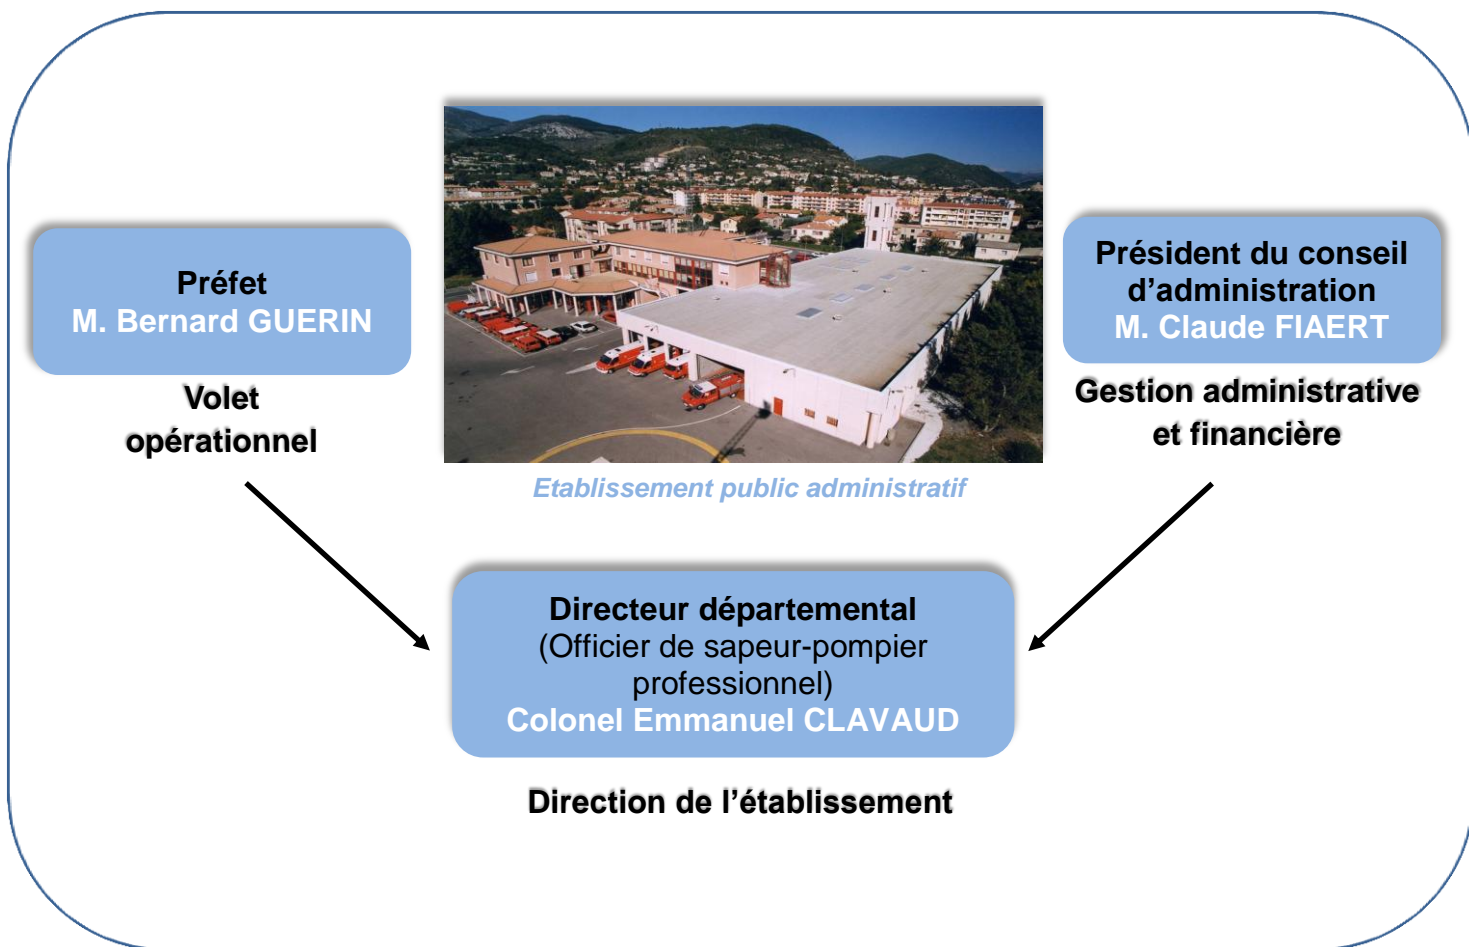 Préfet
M. Bernard GUERIN
Volet
opérationnel
Président du conseil
d’administration
M. Claude FIAERT
Gestion administrative
et financière
Etablissement public administratif
Directeur départemental
(Officier de sapeur-pompier
professionnel)
Colonel Emmanuel CLAVAUD
Direction de l’établissement